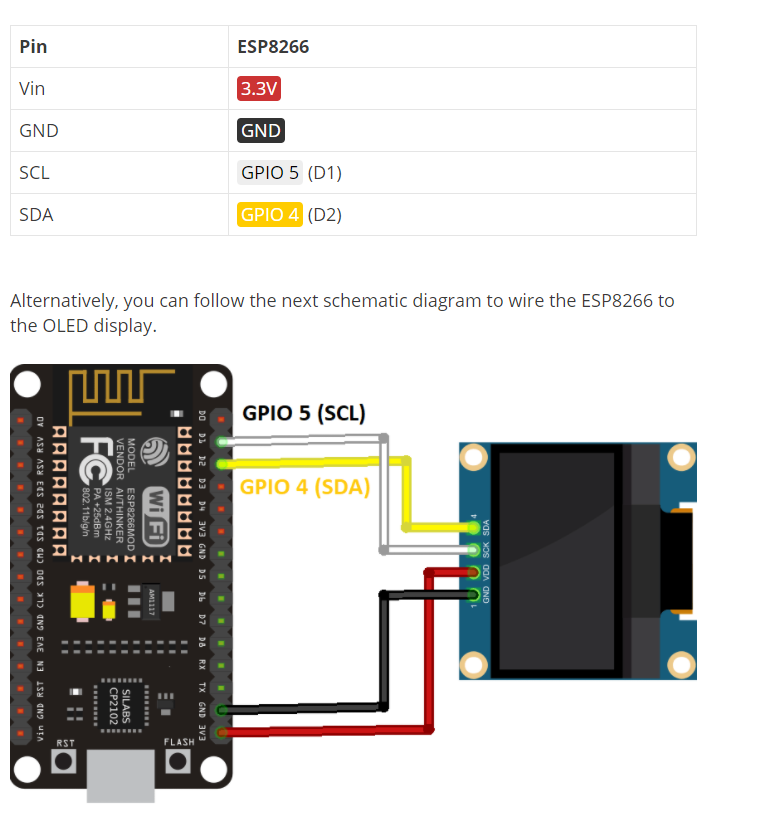 Pin ESP8266
Vin 3.3V
GND GND
SCL GPIO 5 (D1)
SDA GPIO 4 (D2)
Alternatively, you can follow the next schematic diagram to wire the ESP8266 to
the OLED display.
GPIO 5 (SCL)
GPIO 4 (SDA)
A0
RSV
RSV
SD3
SD2
SD1
CMD
SD0
CLK
GND
3V3
EN
RST
GND
Vin
D0
D1
D2
D3
D4
3V3
GND
D5
D6
D7
D8
RX
TX
GND
3V3
MODEL ESP8266MOD
VENDOR AI/THINKER
ISM 2.4GHz
PA +25dBm
802.11b/g/n
FC
Wi Fi
AM1117
SILABS
CP2102
RST
FLASH
4
SDA
SCK
VDD
GND
1